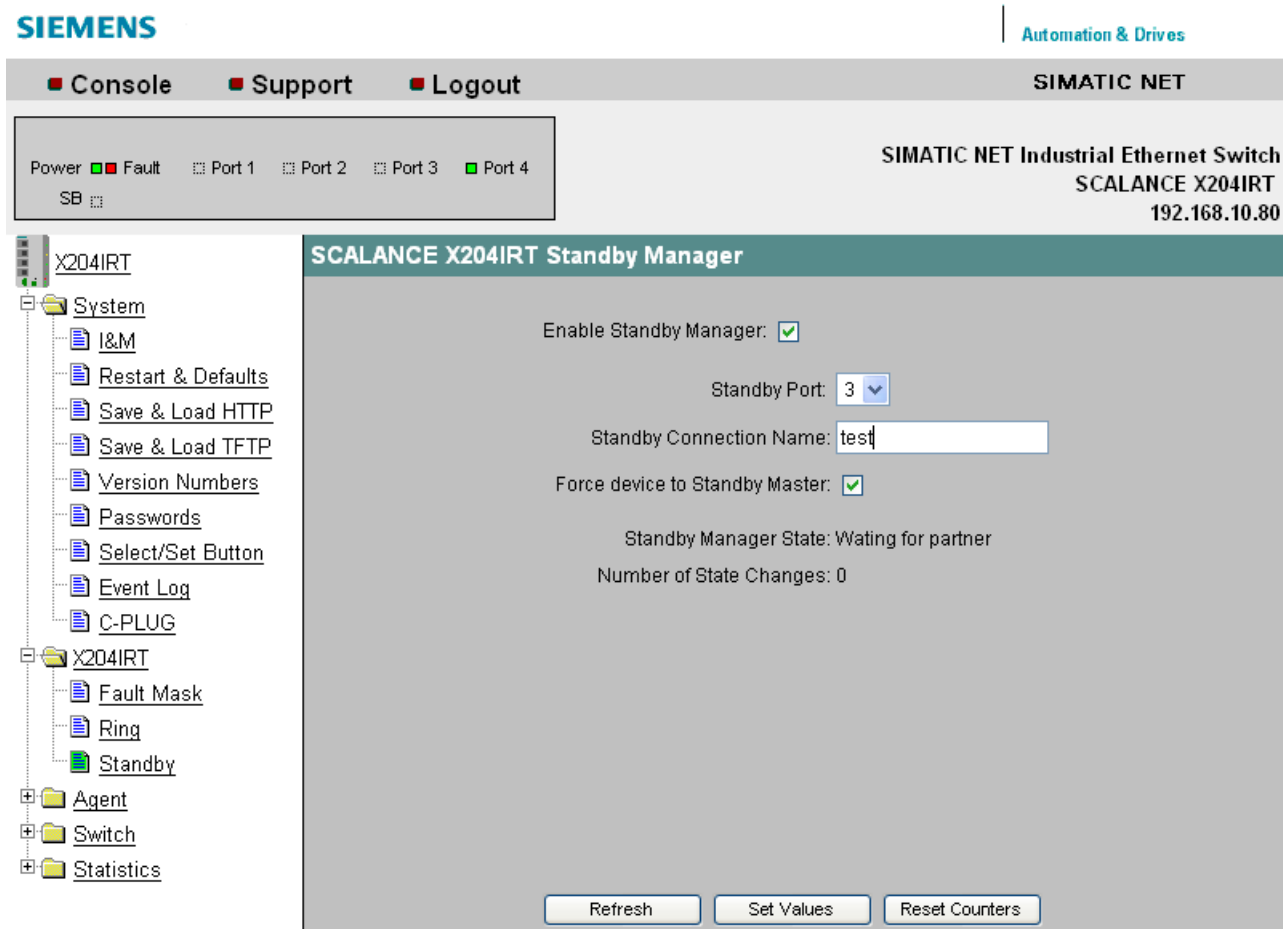 SIEMENS
Automation & Drives
Console Support Logout SIMATIC NET
Power Fault Port 1 Port 2 Port 3 Port 4
SB
SIMATIC NET Industrial Ethernet Switch
SCALANCE X204IRT
192.168.10.80
X204IRT
System
I&M
Restart & Defaults
Save & Load HTTP
Save & Load TFTP
Version Numbers
Passwords
Select/Set Button
Event Log
C-PLUG
X204IRT
Fault Mask
Ring
Standby
Agent
Switch
Statistics
SCALANCE X204IRT Standby Manager
Enable Standby Manager:
Standby Port: 3
Standby Connection Name: test
Force device to Standby Master:
Standby Manager State: Wating for partner
Number of State Changes: 0
Refresh Set Values Reset Counters